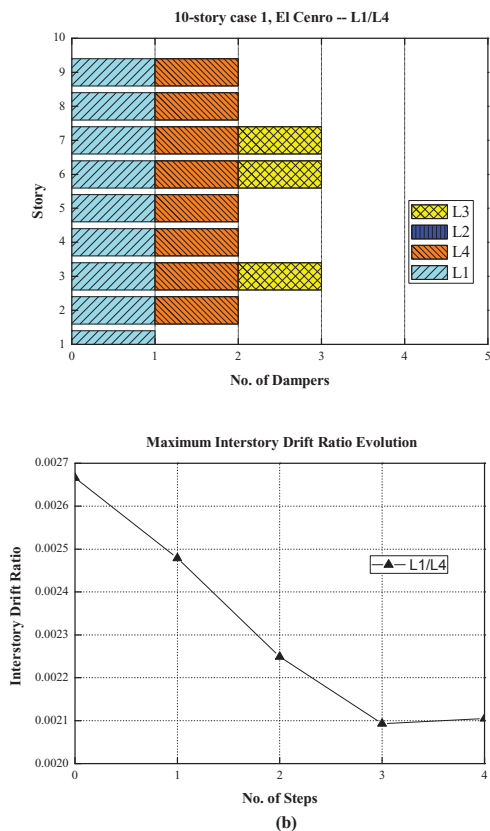 10-story case 1, El Cenro -- L1/L4
10
9
8
7
6
5
4
3
2
1
Story
L3
L2
L4
L1
0 1 2 3 4 5
No. of Dampers
Maximum Interstory Drift Ratio Evolution
0.0027
0.0026
0.0025
0.0024
0.0023
0.0022
0.0021
0.0020
Interstory Drift Ratio
L1/L4
0 1 2 3 4
No. of Steps
(b)